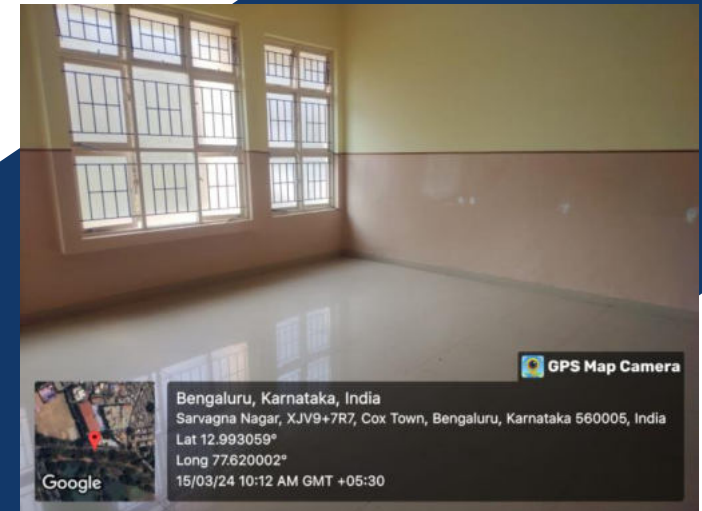 GPS Map Camera
Bengaluru, Karnataka, India
Sarvagna Nagar, XJV9+7R7, Cox Town, Bengaluru, Karnataka 560005, India
Lat 12.993059°
Long 77.620002°
15/03/24 10:12 AM GMT +05:30
Google